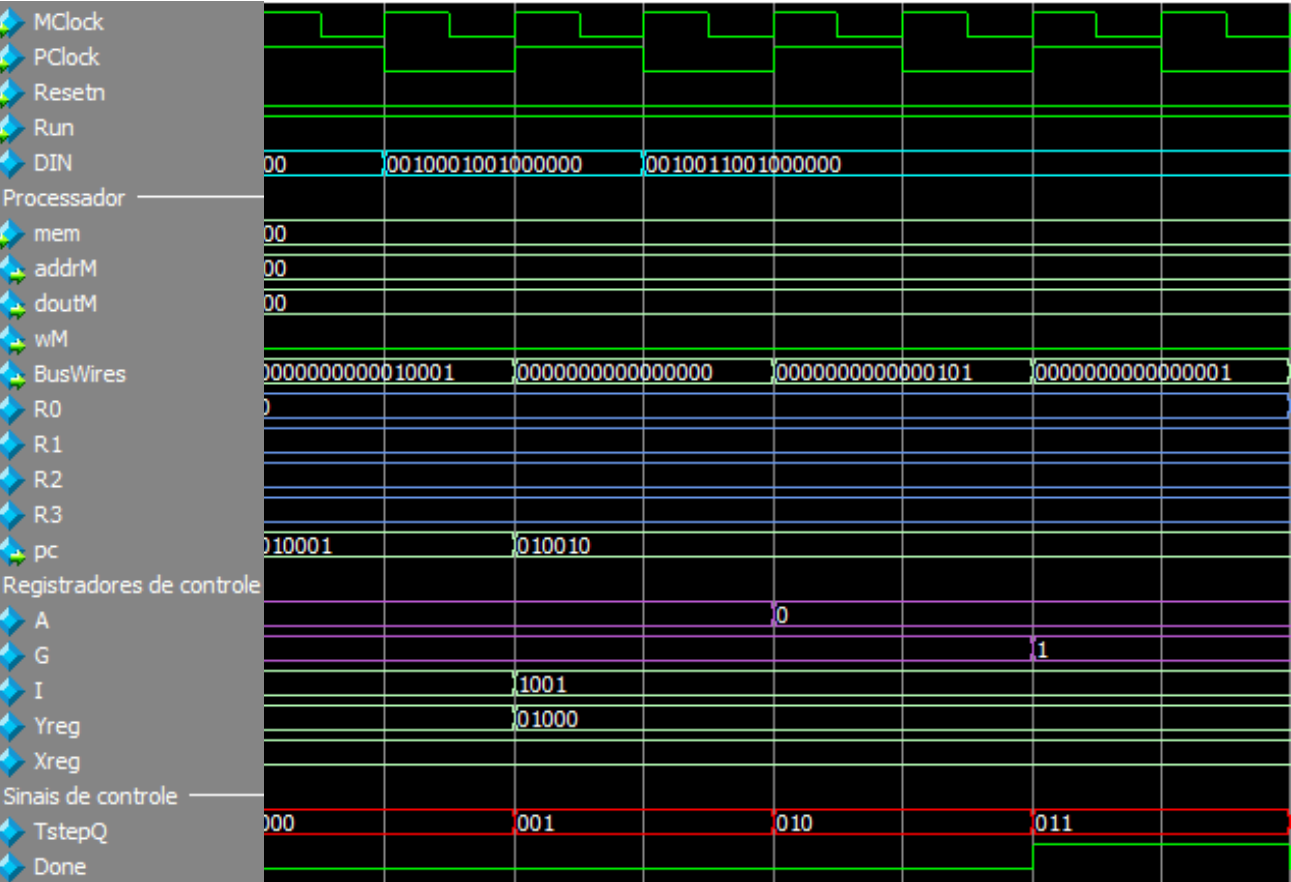 MClock
PClock
Resetn
Run
DIN 00 0010001001000000 0010011001000000
Processador
mem 00
addrM 00
doutM 00
wM
BusWires 0000000000010001 0000000000000000 0000000000000101 0000000000000001
R0 0
R1
R2
R3
pc 010001 010010
Registradores de controle
A 0
G 1
I 1001
Yreg 01000
Xreg
Sinais de controle
TstepQ 000 001 010 011
Done